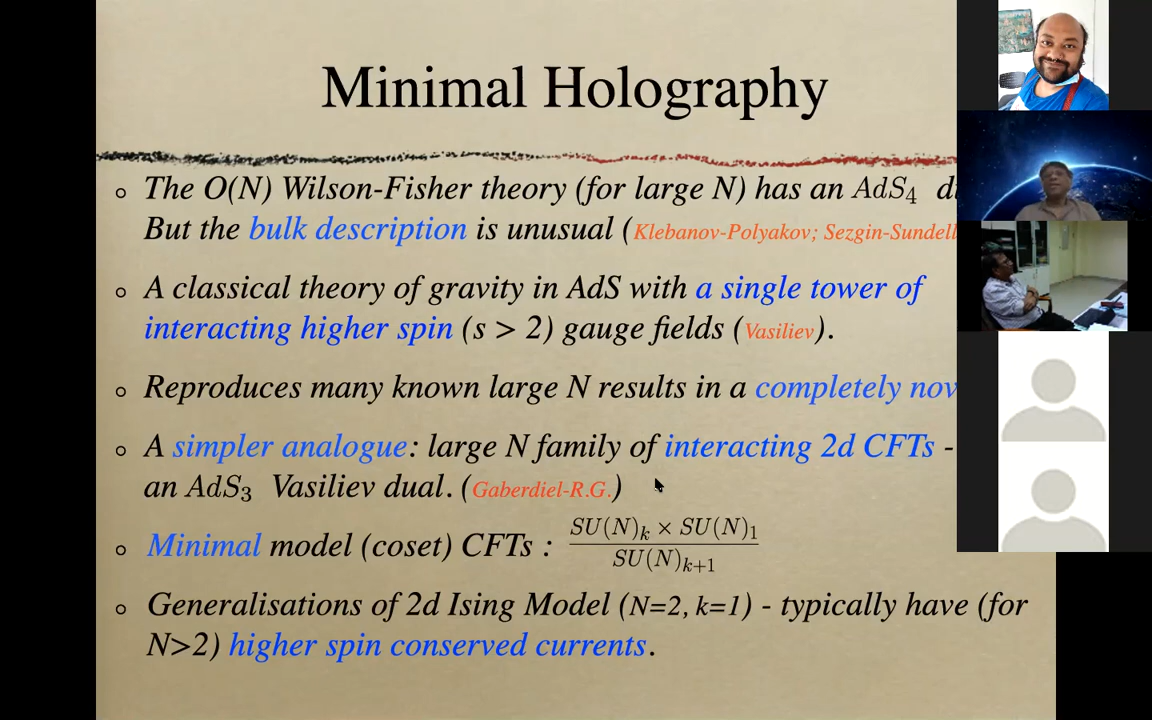 Minimal Holography
The O(N) Wilson-Fisher theory (for large N) has an AdS₄
But the bulk description is unusual (Klebanov-Polyakov; Sezgin-Sundell
A classical theory of gravity in AdS with a single tower of
interacting higher spin (s > 2) gauge fields (Vasiliev).
Reproduces many known large N results in a completely
A simpler analogue: large N family of interacting 2d CFTs -
an AdS₃ Vasiliev dual. (Gaberdiel-R.G.)
Minimal model (coset) CFTs : SU(N)ₖ × SU(N)₁ / SU(N)ₖ₊₁
Generalisations of 2d Ising Model (N=2, k=1) - typically have (for
N>2) higher spin conserved currents.